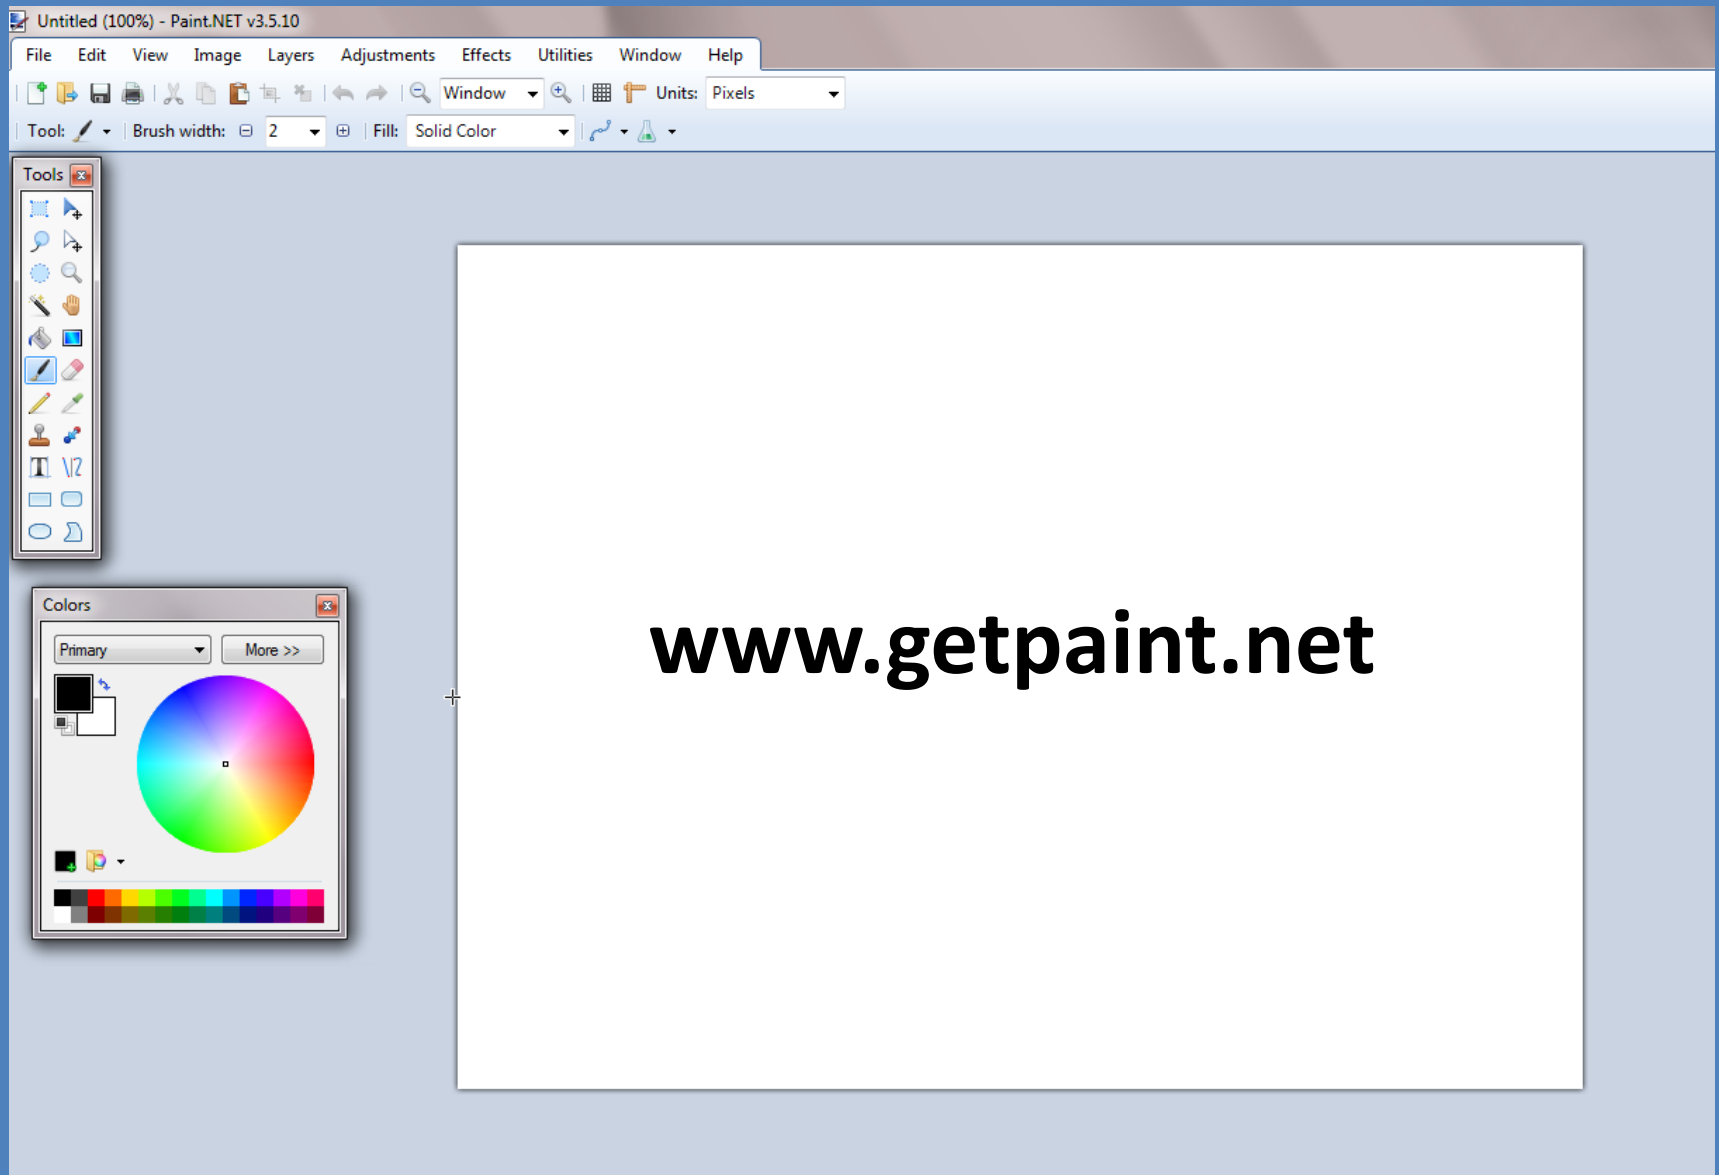 Untitled (100%) - Paint.NET v3.5.10
File Edit View Image Layers Adjustments Effects Utilities Window Help
Window Units: Pixels
Tool: Brush width: 2 Fill: Solid Color
Tools
Colors
Primary More >>
www.getpaint.net